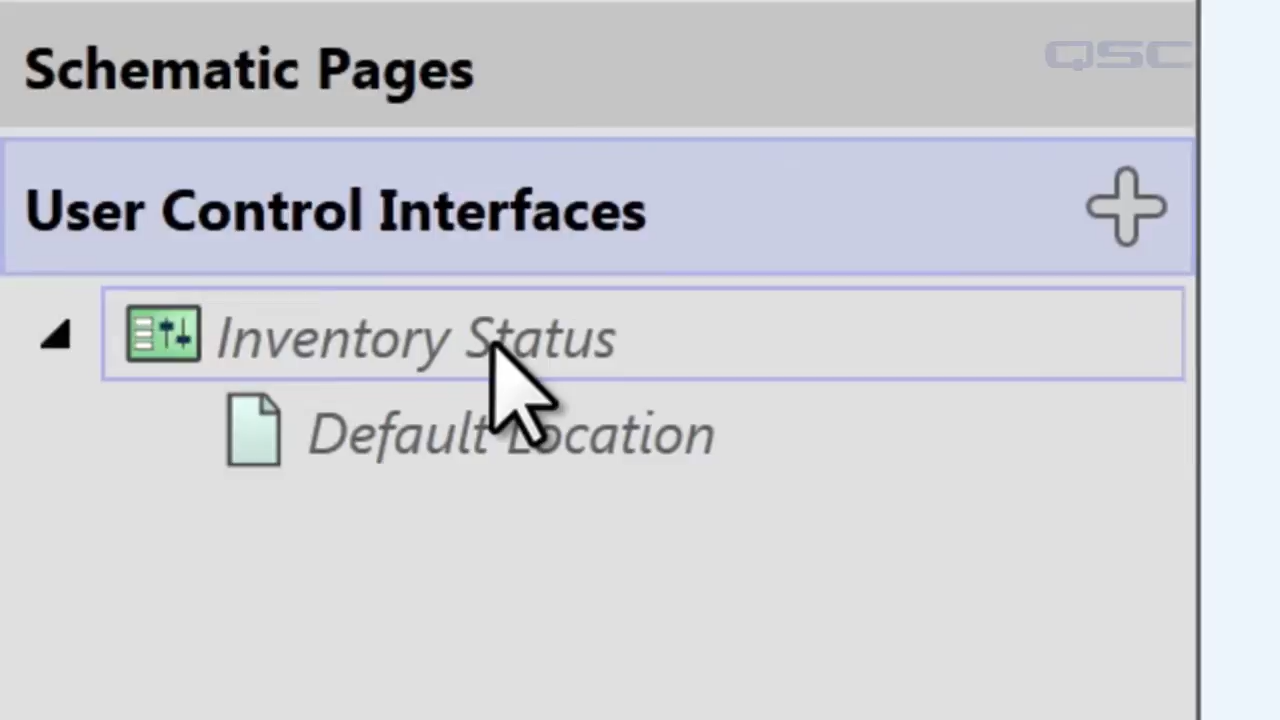 Schematic Pages
QSC
User Control Interfaces
Inventory Status
Default Location